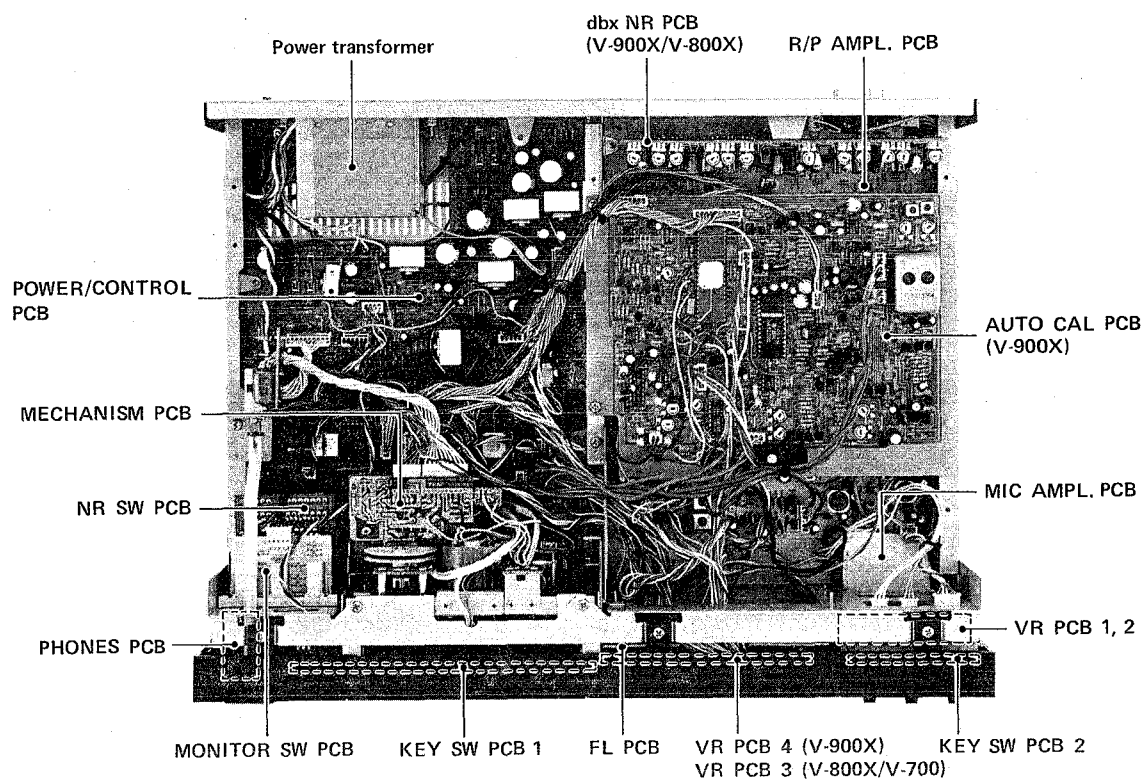 dbx NR PCB
(V-900X/V-800X)
Power transformer
R/P AMPL. PCB
POWER/CONTROL
PCB
AUTO CAL PCB
(V-900X)
MECHANISM PCB
NR SW PCB
MIC AMPL. PCB
PHONES PCB
VR PCB 1, 2
MONITOR SW PCB
KEY SW PCB 1
FL PCB
VR PCB 4 (V-900X)
VR PCB 3 (V-800X/V-700)
KEY SW PCB 2